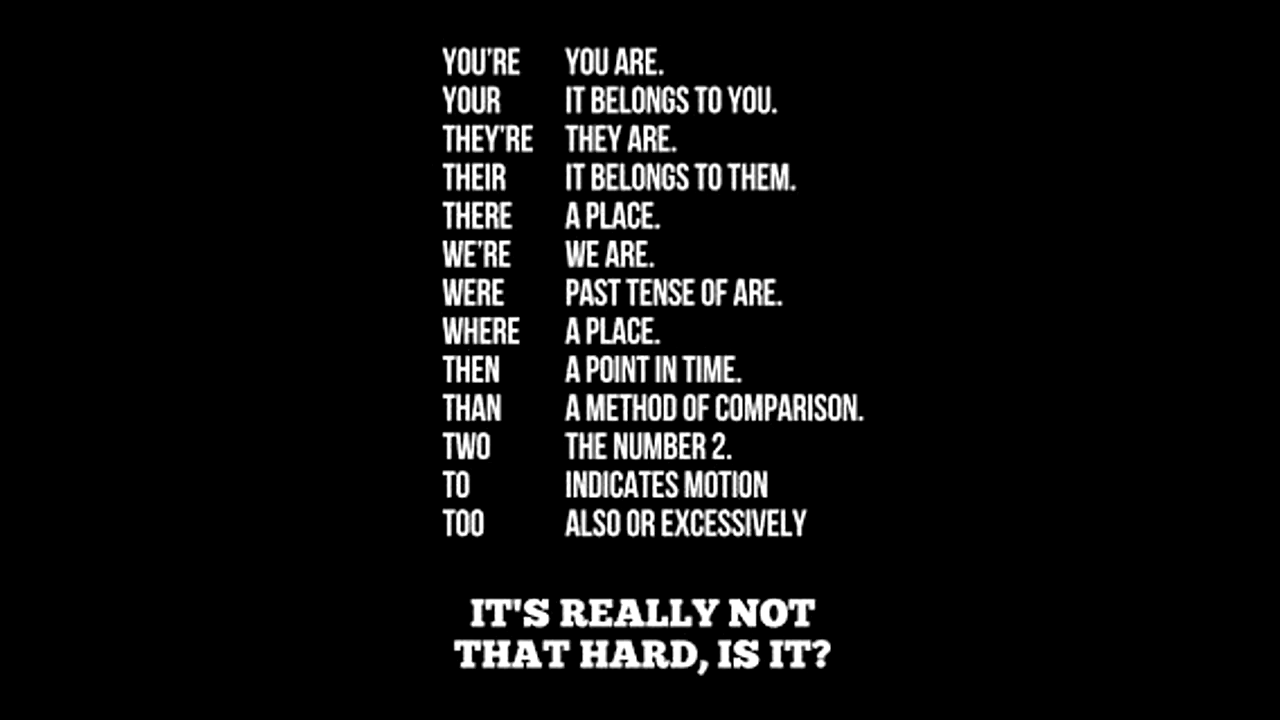 YOU'RE YOU ARE.
YOUR IT BELONGS TO YOU.
THEY'RE THEY ARE.
THEIR IT BELONGS TO THEM.
THERE A PLACE.
WE'RE WE ARE.
WERE PAST TENSE OF ARE.
WHERE A PLACE.
THEN A POINT IN TIME.
THAN A METHOD OF COMPARISON.
TWO THE NUMBER 2.
TO INDICATES MOTION
TOO ALSO OR EXCESSIVELY
IT'S REALLY NOT
THAT HARD, IS IT?